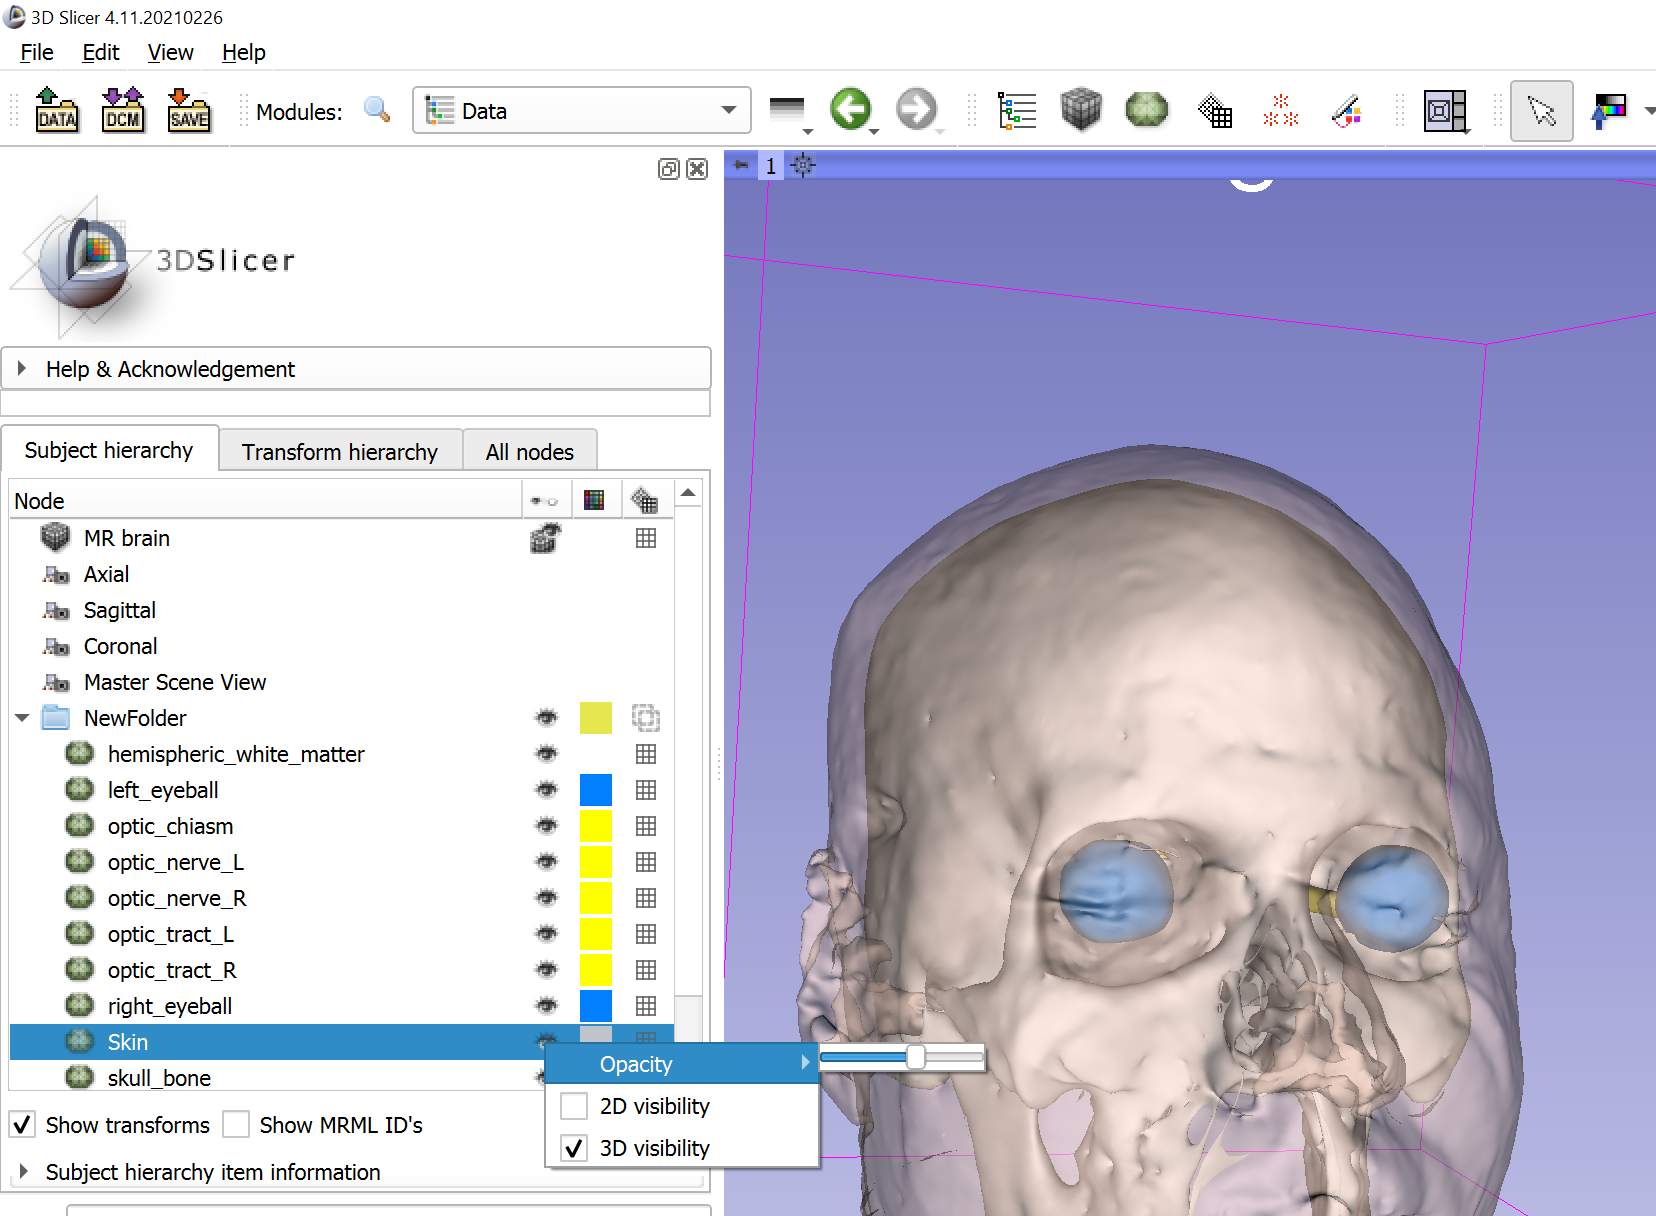 3D Slicer 4.11.20210226
File Edit View Help
DATA DCM SAVE Modules: Data
1
3DSlicer
Help & Acknowledgement
Subject hierarchy Transform hierarchy All nodes
Node
MR brain
Axial
Sagittal
Coronal
Master Scene View
NewFolder
hemispheric_white_matter
left_eyeball
optic_chiasm
optic_nerve_L
optic_nerve_R
optic_tract_L
optic_tract_R
right_eyeball
Skin
Opacity
skull_bone
2D visibility
Show transforms Show MRML ID's
3D visibility
Subject hierarchy item information